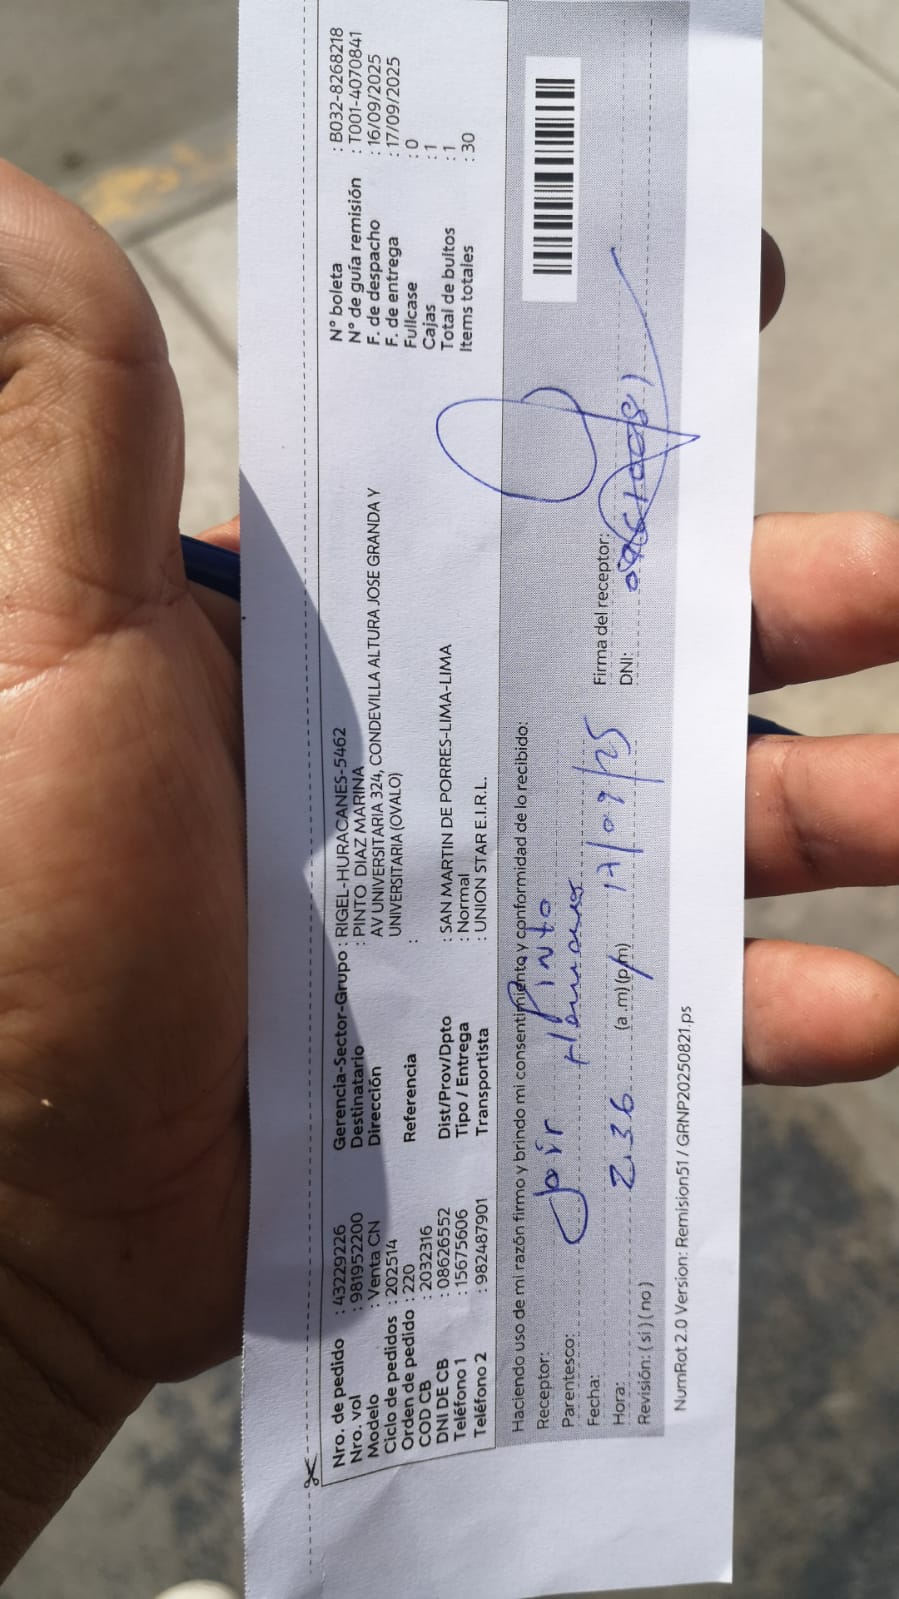 Nro. de pedido : 43229226
Nro. vol : 981952200
Modelo : Venta CN
Ciclo de pedidos : 202514
Orden de pedido : 220
COD CB : 2032316
DNI DE CB : 08626552
Teléfono 1 : 15675606
Teléfono 2 : 982487901
Gerencia-Sector-Grupo : RIGEL-HURACANES-5462
Destinatario : PINTO DIAZ MARINA
Dirección AV UNIVERSITARIA 324, CONDEVILLA ALTURA JOSE GRANDA Y
UNIVERSITARIA (OVALO)
Referencia :
Dist/Prov/Dpto : SAN MARTIN DE PORRES-LIMA-LIMA
Tipo / Entrega : Normal
Transportista : UNION STAR E.I.R.L.
N° boleta : B032-8268218
N° de guía remisión : T001-4070841
F. de despacho : 16/09/2025
F. de entrega : 17/09/2025
Fullcase : 0
Cajas : 1
Total de bultos : 1
Items totales : 30
Haciendo uso de mi razón firmo y brindo mi consentimiento y conformidad de lo recibido:
Receptor: Jair Pinto
Parentesco: Hermano
Fecha: 17/09/25
Hora: 2:36 (a .m) (p/m)
Revisión: ( si ) ( no )
Firma del receptor:
DNI:
NumRot 2.0 Version: Remision51 / GRNP20250821.ps